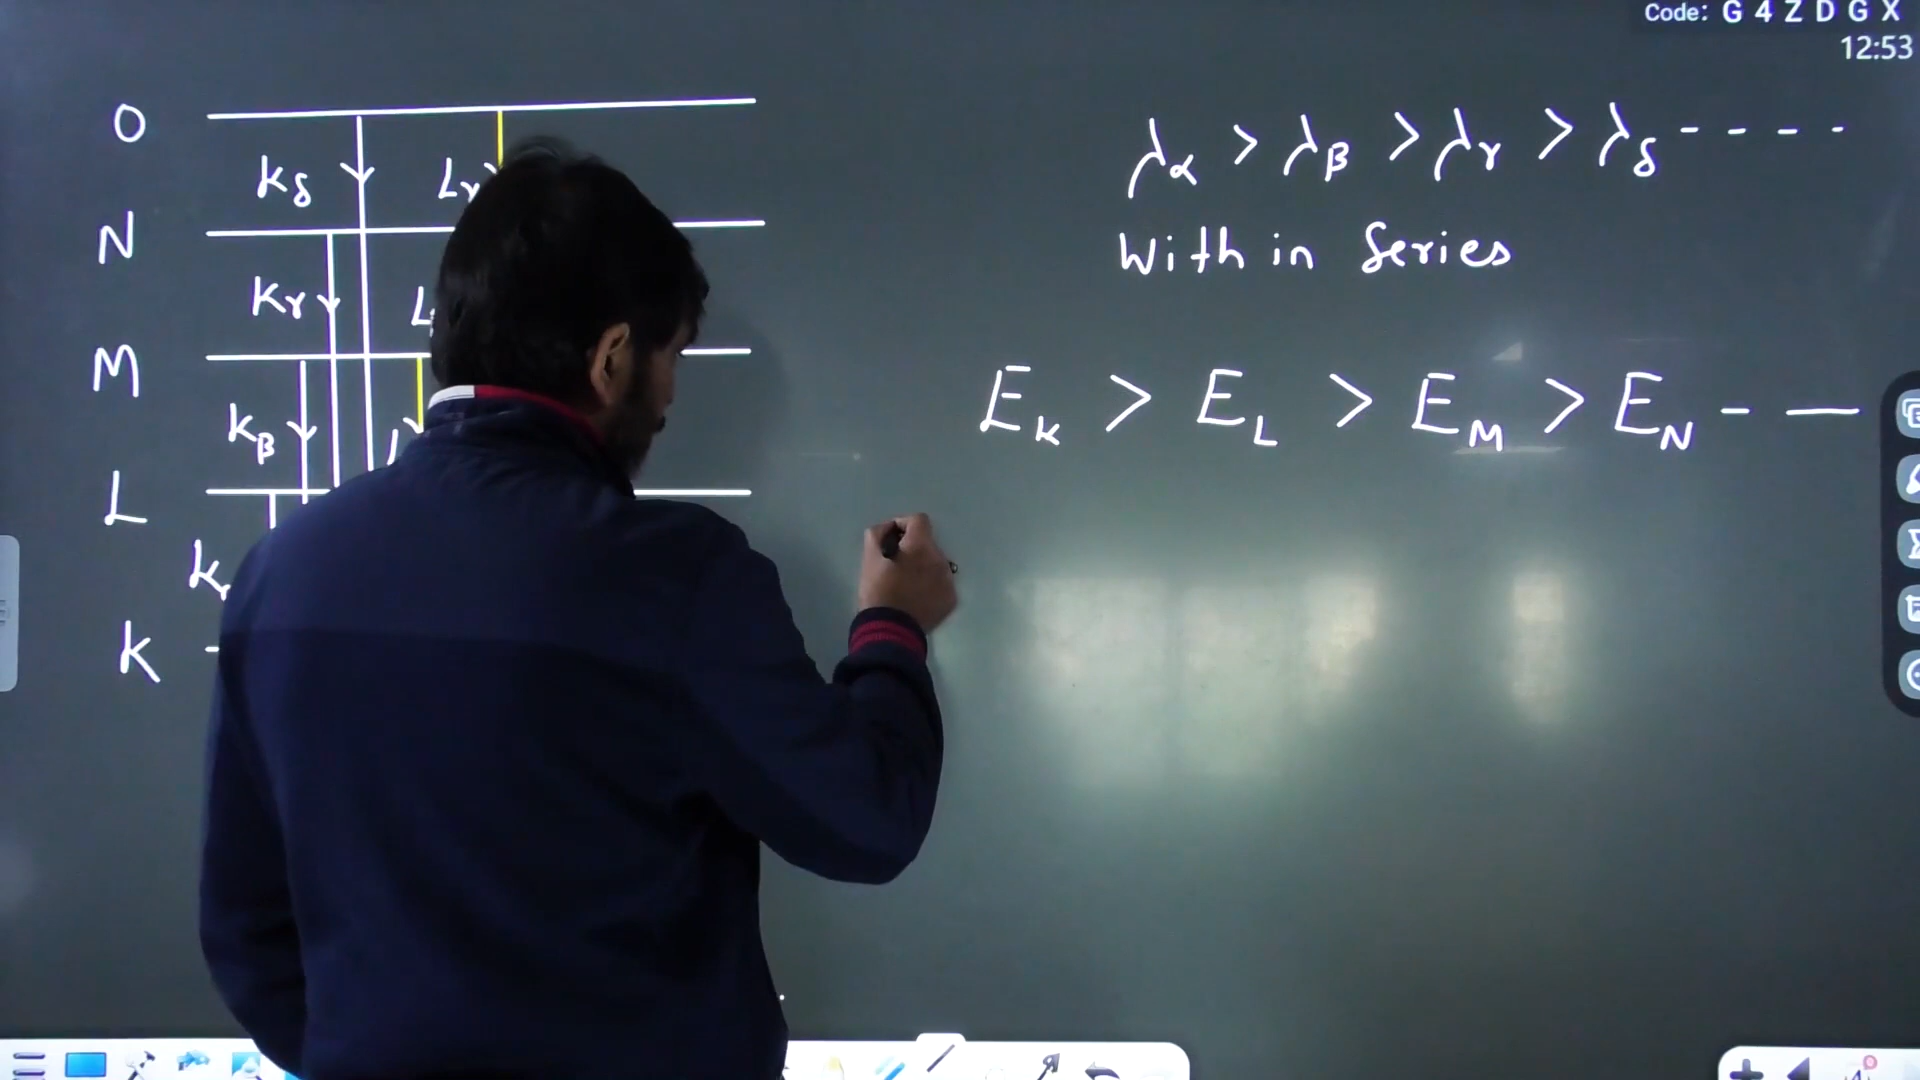 Code: G 4 Z D G X
12:53
O
Kδ Lγ
N
Kγ
M
Kβ
L
K
λα > λβ > λγ > λδ - - - -
With in Series
EK > EL > EM > EN - —